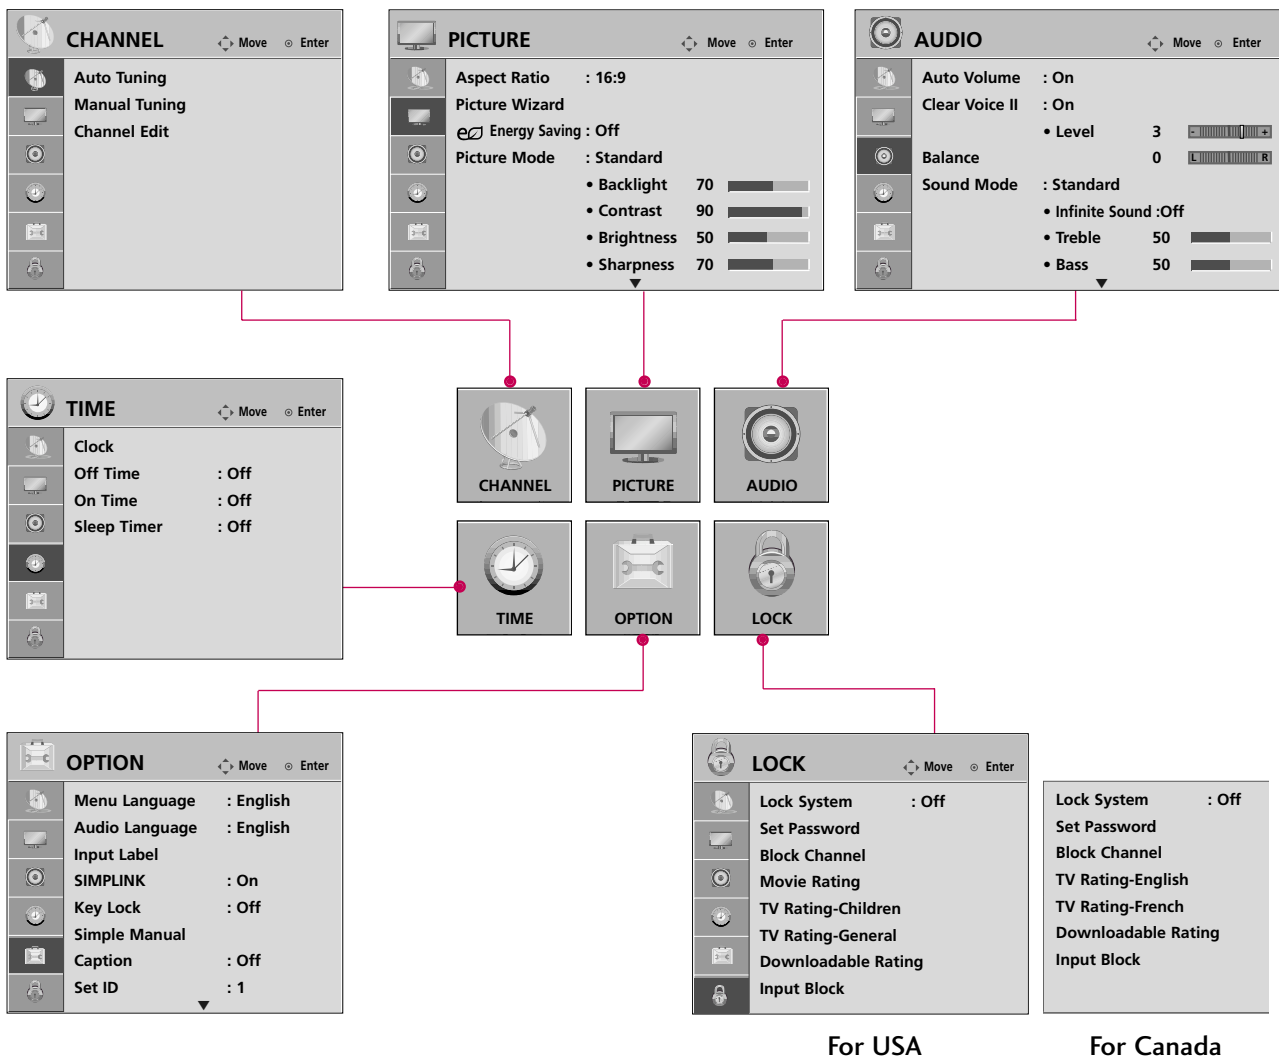 CHANNEL Move Enter
Auto Tuning
Manual Tuning
Channel Edit
PICTURE Move Enter
Aspect Ratio : 16:9
Picture Wizard
e Energy Saving : Off
Picture Mode : Standard
• Backlight 70
• Contrast 90
• Brightness 50
• Sharpness 70
AUDIO Move Enter
Auto Volume : On
Clear Voice II : On
• Level 3 - +
Balance 0 L R
Sound Mode : Standard
• Infinite Sound :Off
• Treble 50
• Bass 50
TIME Move Enter
Clock
Off Time : Off
On Time : Off
Sleep Timer : Off
CHANNEL
PICTURE
AUDIO
TIME
OPTION
LOCK
OPTION Move Enter
Menu Language : English
Audio Language : English
Input Label
SIMPLINK : On
Key Lock : Off
Simple Manual
Caption : Off
Set ID : 1
LOCK Move Enter
Lock System : Off
Set Password
Block Channel
Movie Rating
TV Rating-Children
TV Rating-General
Downloadable Rating
Input Block
For USA
Lock System : Off
Set Password
Block Channel
TV Rating-English
TV Rating-French
Downloadable Rating
Input Block
For Canada